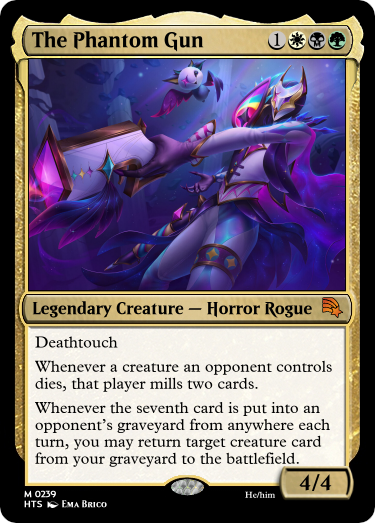 The Phantom Gun 1
Legendary Creature — Horror Rogue
Deathtouch
Whenever a creature an opponent controls
dies, that player mills two cards.
Whenever the seventh card is put into an
opponent's graveyard from anywhere each
turn, you may return target creature card
from your graveyard to the battlefield.
4/4
M 0239
HTS Ema Brico
He/him